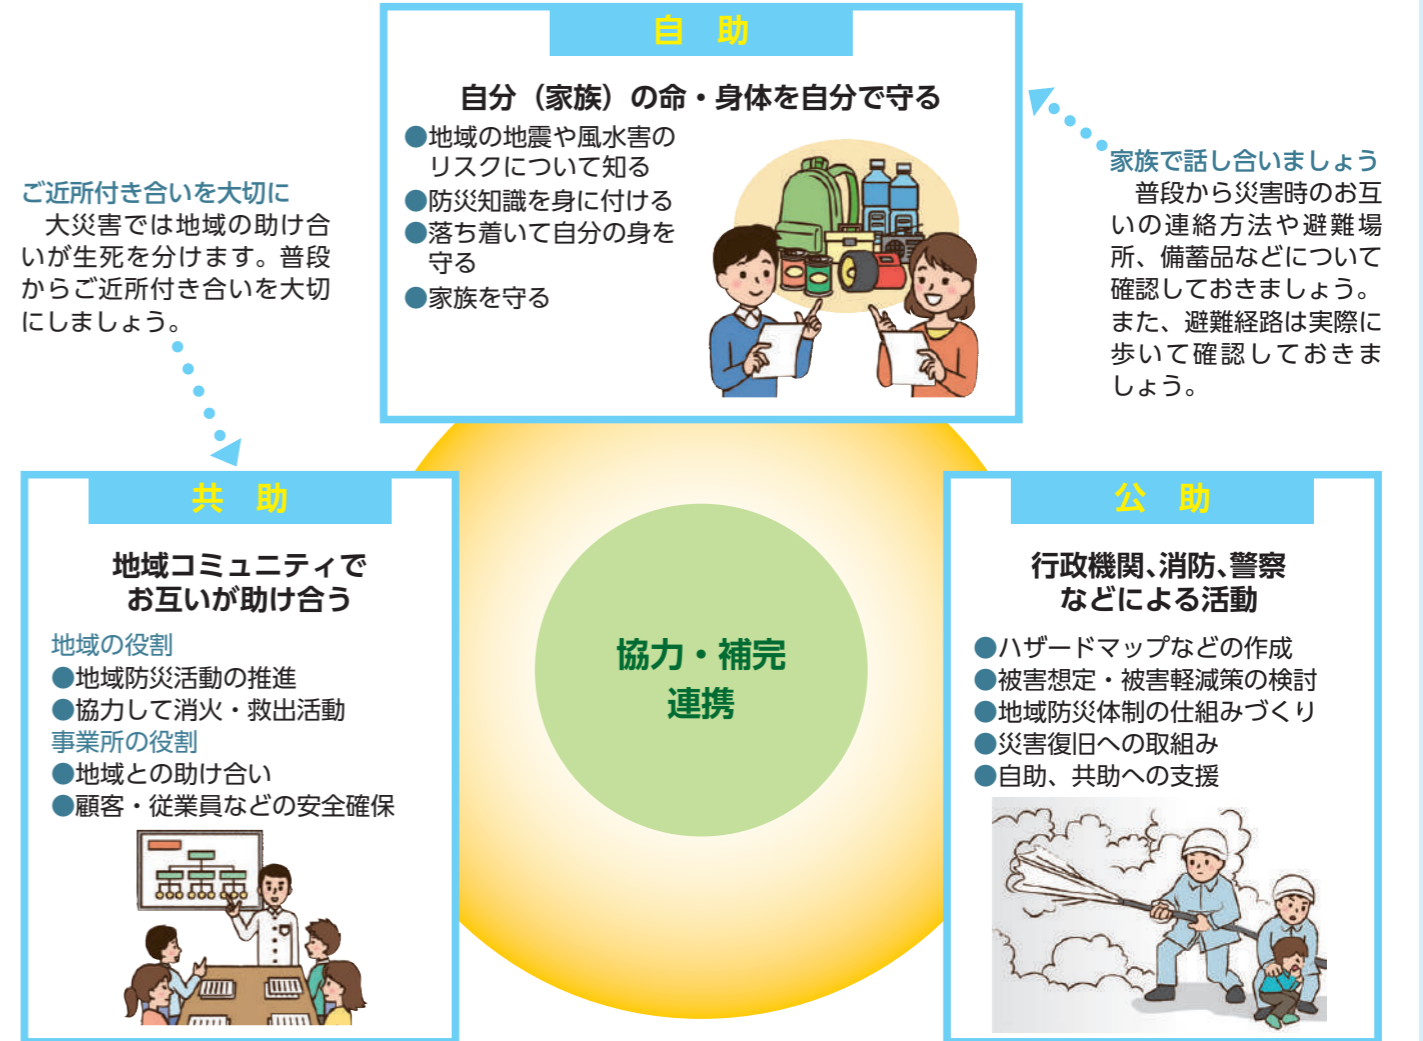 自　助
自分（家族）の命・身体を自分で守る
●地域の地震や風水害の
リスクについて知る
●防災知識を身に付ける
●落ち着いて自分の身を
守る
●家族を守る
家族で話し合いましょう
　普段から災害時のお互
いの連絡方法や避難場
所、備蓄品などについて
確認しておきましょう。
また、避難経路は実際に
歩いて確認しておきま
しょう。
ご近所付き合いを大切に
　大災害では地域の助け合
いが生死を分けます。普段
からご近所付き合いを大切
にしましょう。
共　助
地域コミュニティで
お互いが助け合う
地域の役割
●地域防災活動の推進
●協力して消火・救出活動
事業所の役割
●地域との助け合い
●顧客・従業員などの安全確保
協力・補完
連携
公　助
行政機関、消防、警察
などによる活動
●ハザードマップなどの作成
●被害想定・被害軽減策の検討
●地域防災体制の仕組みづくり
●災害復旧への取組み
●自助、共助への支援